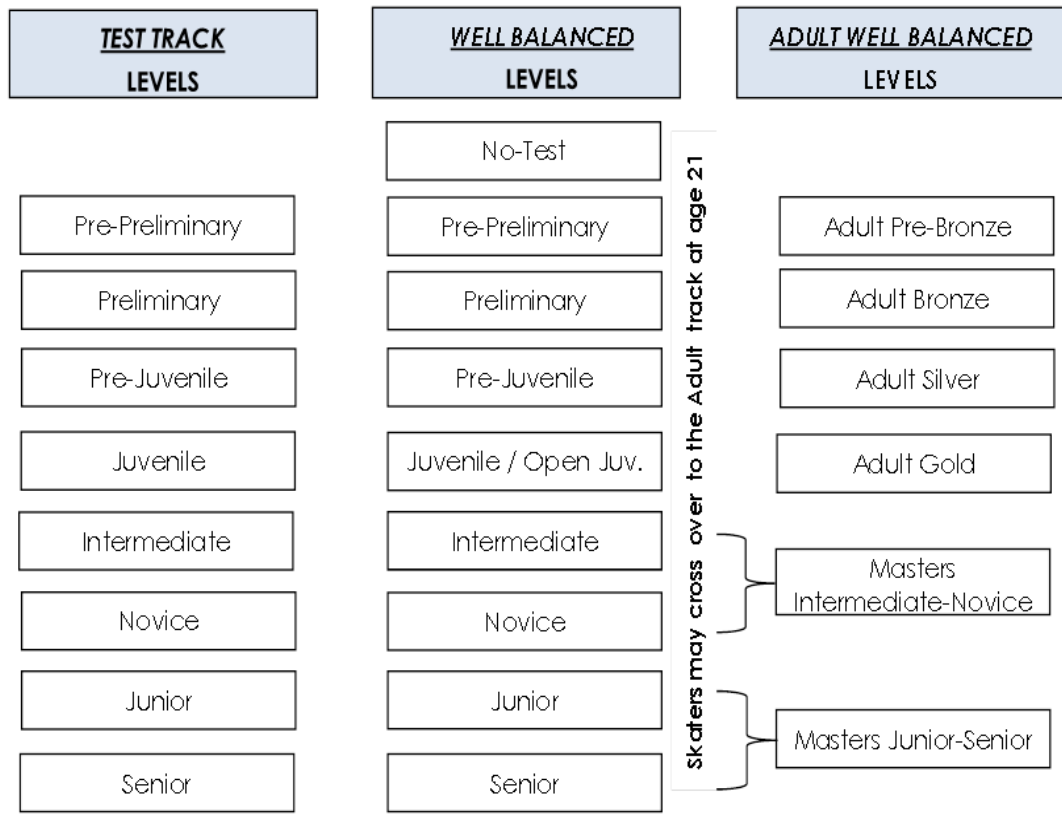 TEST TRACK
LEVELS
WELL BALANCED
LEVELS
ADULT WELL BALANCED
LEVELS
No-Test
Pre-Preliminary
Pre-Preliminary
Adult Pre-Bronze
Preliminary
Preliminary
Adult Bronze
Pre-Juvenile
Pre-Juvenile
Adult Silver
Juvenile
Juvenile / Open Juv.
Adult Gold
Intermediate
Intermediate
Masters
Intermediate-Novice
Novice
Novice
Junior
Junior
Masters Junior-Senior
Senior
Senior
Skaters may cross over to the Adult track at age 21